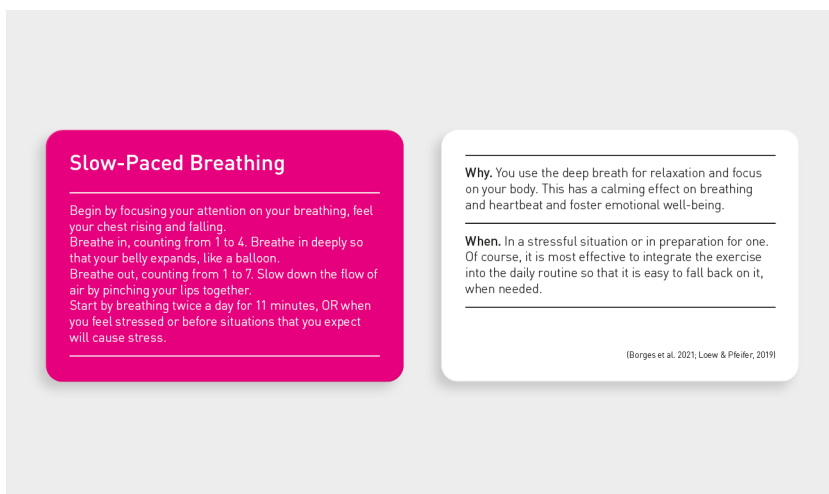 Slow-Paced Breathing
Begin by focusing your attention on your breathing, feel
your chest rising and falling.
Breathe in, counting from 1 to 4. Breathe in deeply so
that your belly expands, like a balloon.
Breathe out, counting from 1 to 7. Slow down the flow of
air by pinching your lips together.
Start by breathing twice a day for 11 minutes, OR when
you feel stressed or before situations that you expect
will cause stress.
Why. You use the deep breath for relaxation and focus
on your body. This has a calming effect on breathing
and heartbeat and foster emotional well-being.
When. In a stressful situation or in preparation for one.
Of course, it is most effective to integrate the exercise
into the daily routine so that it is easy to fall back on it,
when needed.
(Borges et al. 2021; Loew & Pfeifer, 2019)